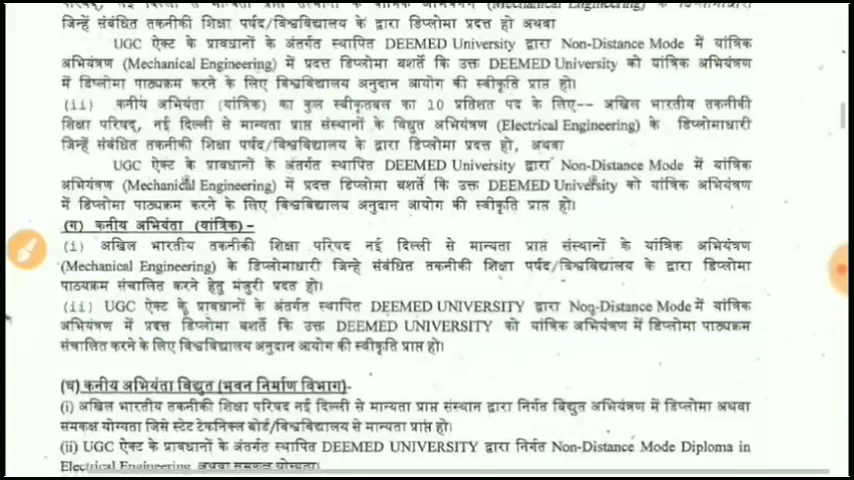 जिन्हें संबंधित तकनीकी शिक्षा पर्षद/विश्वविद्यालय के द्वारा डिप्लोमा प्रदत्त हो अथवा
UGC ऐक्ट के प्रावधानों के अंतर्गत स्थापित DEEMED University द्वारा Non-Distance Mode में यांत्रिक
अभियंत्रण (Mechanical Engineering) में प्रदत्त डिप्लोमा बशर्ते कि उक्त DEEMED University को यांत्रिक अभियंत्रण
में डिप्लोमा पाठ्यक्रम करने के लिए विश्वविद्यालय अनुदान आयोग की स्वीकृति प्राप्त हो।
(ii) कनीय अभियंता (यांत्रिक) का कुल स्वीकृतबल का 10 प्रतिशत पद के लिए-- अखिल भारतीय तकनीकी
शिक्षा परिषद्, नई दिल्ली से मान्यता प्राप्त संस्थानों के विद्युत अभियंत्रण (Electrical Engineering) के डिप्लोमाधारी
जिन्हें संबंधित तकनीकी शिक्षा पर्षद/विश्वविद्यालय के द्वारा डिप्लोमा प्रदत्त हो, अथवा
UGC ऐक्ट के प्रावधानों के अंतर्गत स्थापित DEEMED University द्वारा Non-Distance Mode में यांत्रिक
अभियंत्रण (Mechanical Engineering) में प्रदत्त डिप्लोमा बशर्ते कि उक्त DEEMED University को यांत्रिक अभियंत्रण
में डिप्लोमा पाठ्यक्रम करने के लिए विश्वविद्यालय अनुदान आयोग की स्वीकृति प्राप्त हो।
(ग) कनीय अभियंता (यांत्रिक)-
(i) अखिल भारतीय तकनीकी शिक्षा परिषद नई दिल्ली से मान्यता प्राप्त संस्थानों के यांत्रिक अभियंत्रण
(Mechanical Engineering) के डिप्लोमाधारी जिन्हे संबंधित तकनीकी शिक्षा पर्षद/विश्वविद्यालय के द्वारा डिप्लोमा
पाठयक्रम संचालित करने हेतु मंजुरी प्रदत हो।
(ii) UGC ऐक्ट के प्रावधानों के अंतर्गत स्थापित DEEMED UNIVERSITY द्वारा Non-Distance Mode में यांत्रिक
अभियंत्रण में प्रदत्त डिप्लोमा बशर्ते कि उक्त DEEMED UNIVERSITY को यांत्रिक अभियंत्रण में डिप्लोमा पाठ्यक्रम
संचालित करने के लिए विश्वविद्यालय अनुदान आयोग की स्वीकृति प्राप्त हो।
(घ) कनीय अभियंता विद्युत (भवन निर्माण विभाग)-
(i) अखिल भारतीय तकनीकी शिक्षा परिषद नई दिल्ली से मान्यता प्राप्त संस्थान द्वारा निर्गत विद्युत अभियंत्रण में डिप्लोमा अथवा
समकक्ष योग्यता जिसे स्टेट टेकनिक्ल बोर्ड/विश्वविद्यालय से मान्यता प्राप्त हो।
(ii) UGC ऐक्ट के प्रावधानों के अंतर्गत स्थापित DEEMED UNIVERSITY द्वारा निर्गत Non-Distance Mode Diploma in
Electrical Engineering अथवा समकक्ष योग्यता।